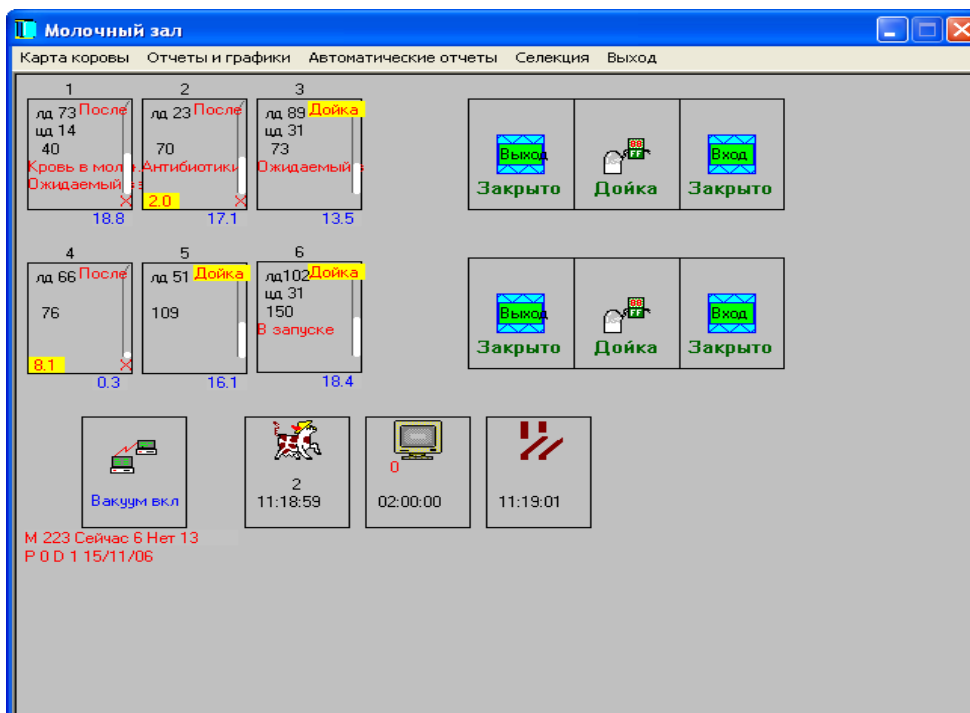 Молочный зал
Карта коровы Отчеты и графики Автоматические отчеты Селекция Выход
1 2 3
лд 73 После лд 23 После лд 89 Дойка
цд 14 цд 31
40 70 73
Кровь в мол Антибиотики Ожидаемый
Ожидаемый
2.0
18.8 17.1 13.5
Выход Вход
Закрыто Дойка Закрыто
4 5 6
лд 66 После лд 51 Дойка лд102 Дойка
цд 31
76 109 150
В запуске
8.1
0.3 16.1 18.4
Выход Вход
Закрыто Дойка Закрыто
0
2
Вакуум вкл 11:18:59 02:00:00 11:19:01
М 223 Сейчас 6 Нет 13
P 0 D 1 15/11/06